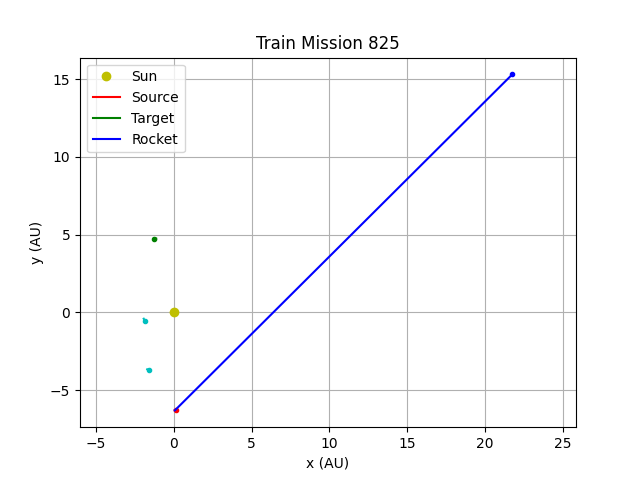 Train Mission 825
Sun
Source
Target
Rocket
15
10
5
0
−5
y (AU)
−5
0
5
10
15
20
25
x (AU)